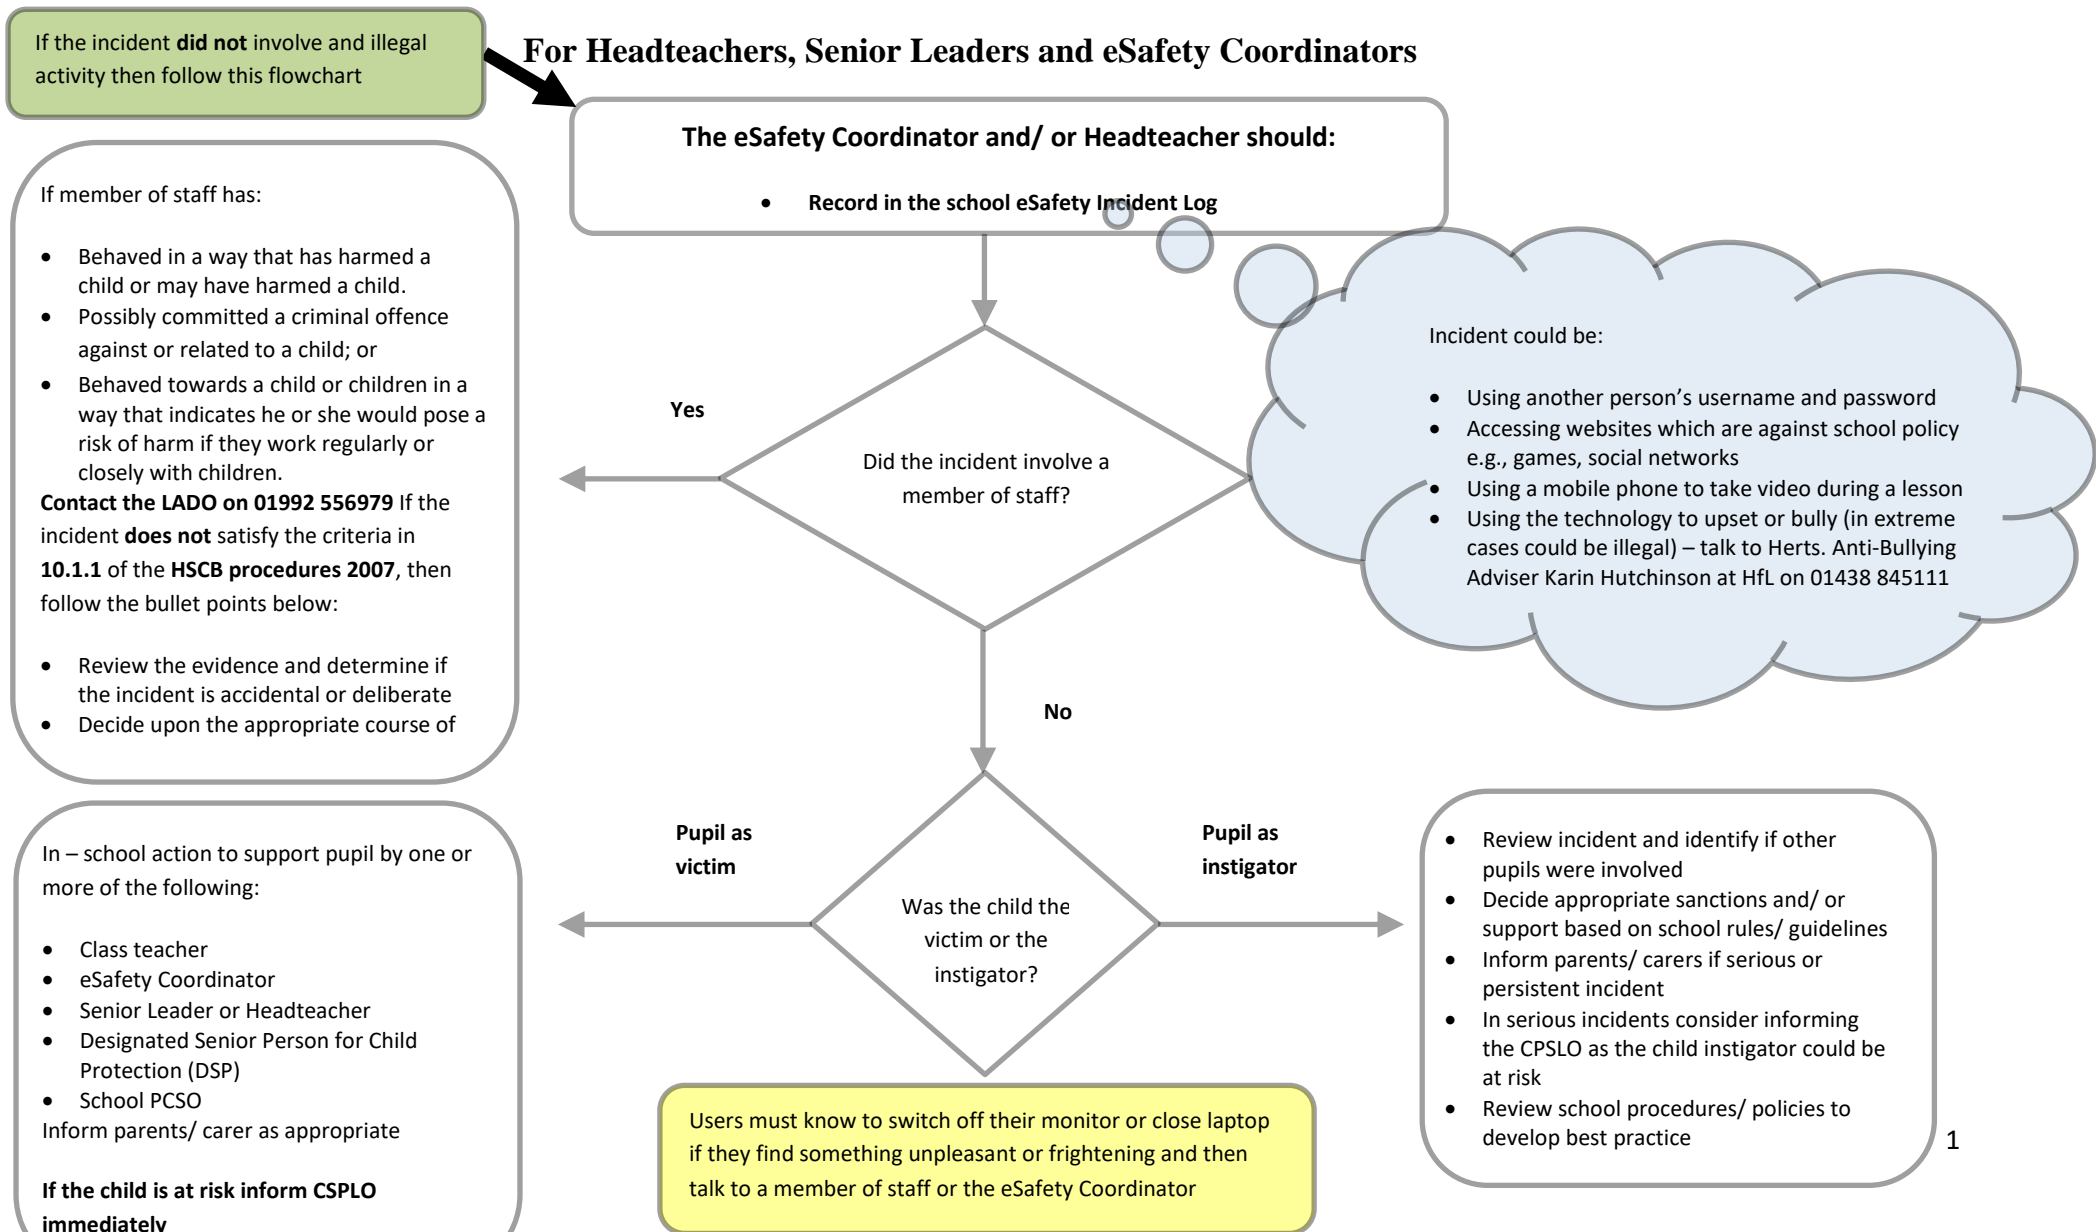 If the incident did not involve and illegal
activity then follow this flowchart
For Headteachers, Senior Leaders and eSafety Coordinators
The eSafety Coordinator and/ or Headteacher should:
• Record in the school eSafety Incident Log
If member of staff has:
• Behaved in a way that has harmed a
child or may have harmed a child.
• Possibly committed a criminal offence
against or related to a child; or
• Behaved towards a child or children in a
way that indicates he or she would pose a
risk of harm if they work regularly or
closely with children.
Contact the LADO on 01992 556979 If the
incident does not satisfy the criteria in
10.1.1 of the HSCB procedures 2007, then
follow the bullet points below:
• Review the evidence and determine if
the incident is accidental or deliberate
• Decide upon the appropriate course of
Yes
Did the incident involve a
member of staff?
Incident could be:
• Using another person's username and password
• Accessing websites which are against school policy
e.g., games, social networks
• Using a mobile phone to take video during a lesson
• Using the technology to upset or bully (in extreme
cases could be illegal) – talk to Herts. Anti-Bullying
Adviser Karin Hutchinson at HfL on 01438 845111
No
In – school action to support pupil by one or
more of the following:
• Class teacher
• eSafety Coordinator
• Senior Leader or Headteacher
• Designated Senior Person for Child
Protection (DSP)
• School PCSO
Inform parents/ carer as appropriate
If the child is at risk inform CSPLO
immediately
Pupil as
victim
Was the child the
victim or the
instigator?
Pupil as
instigator
• Review incident and identify if other
pupils were involved
• Decide appropriate sanctions and/ or
support based on school rules/ guidelines
• Inform parents/ carers if serious or
persistent incident
• In serious incidents consider informing
the CPSLO as the child instigator could be
at risk
• Review school procedures/ policies to
develop best practice
Users must know to switch off their monitor or close laptop
if they find something unpleasant or frightening and then
talk to a member of staff or the eSafety Coordinator
1